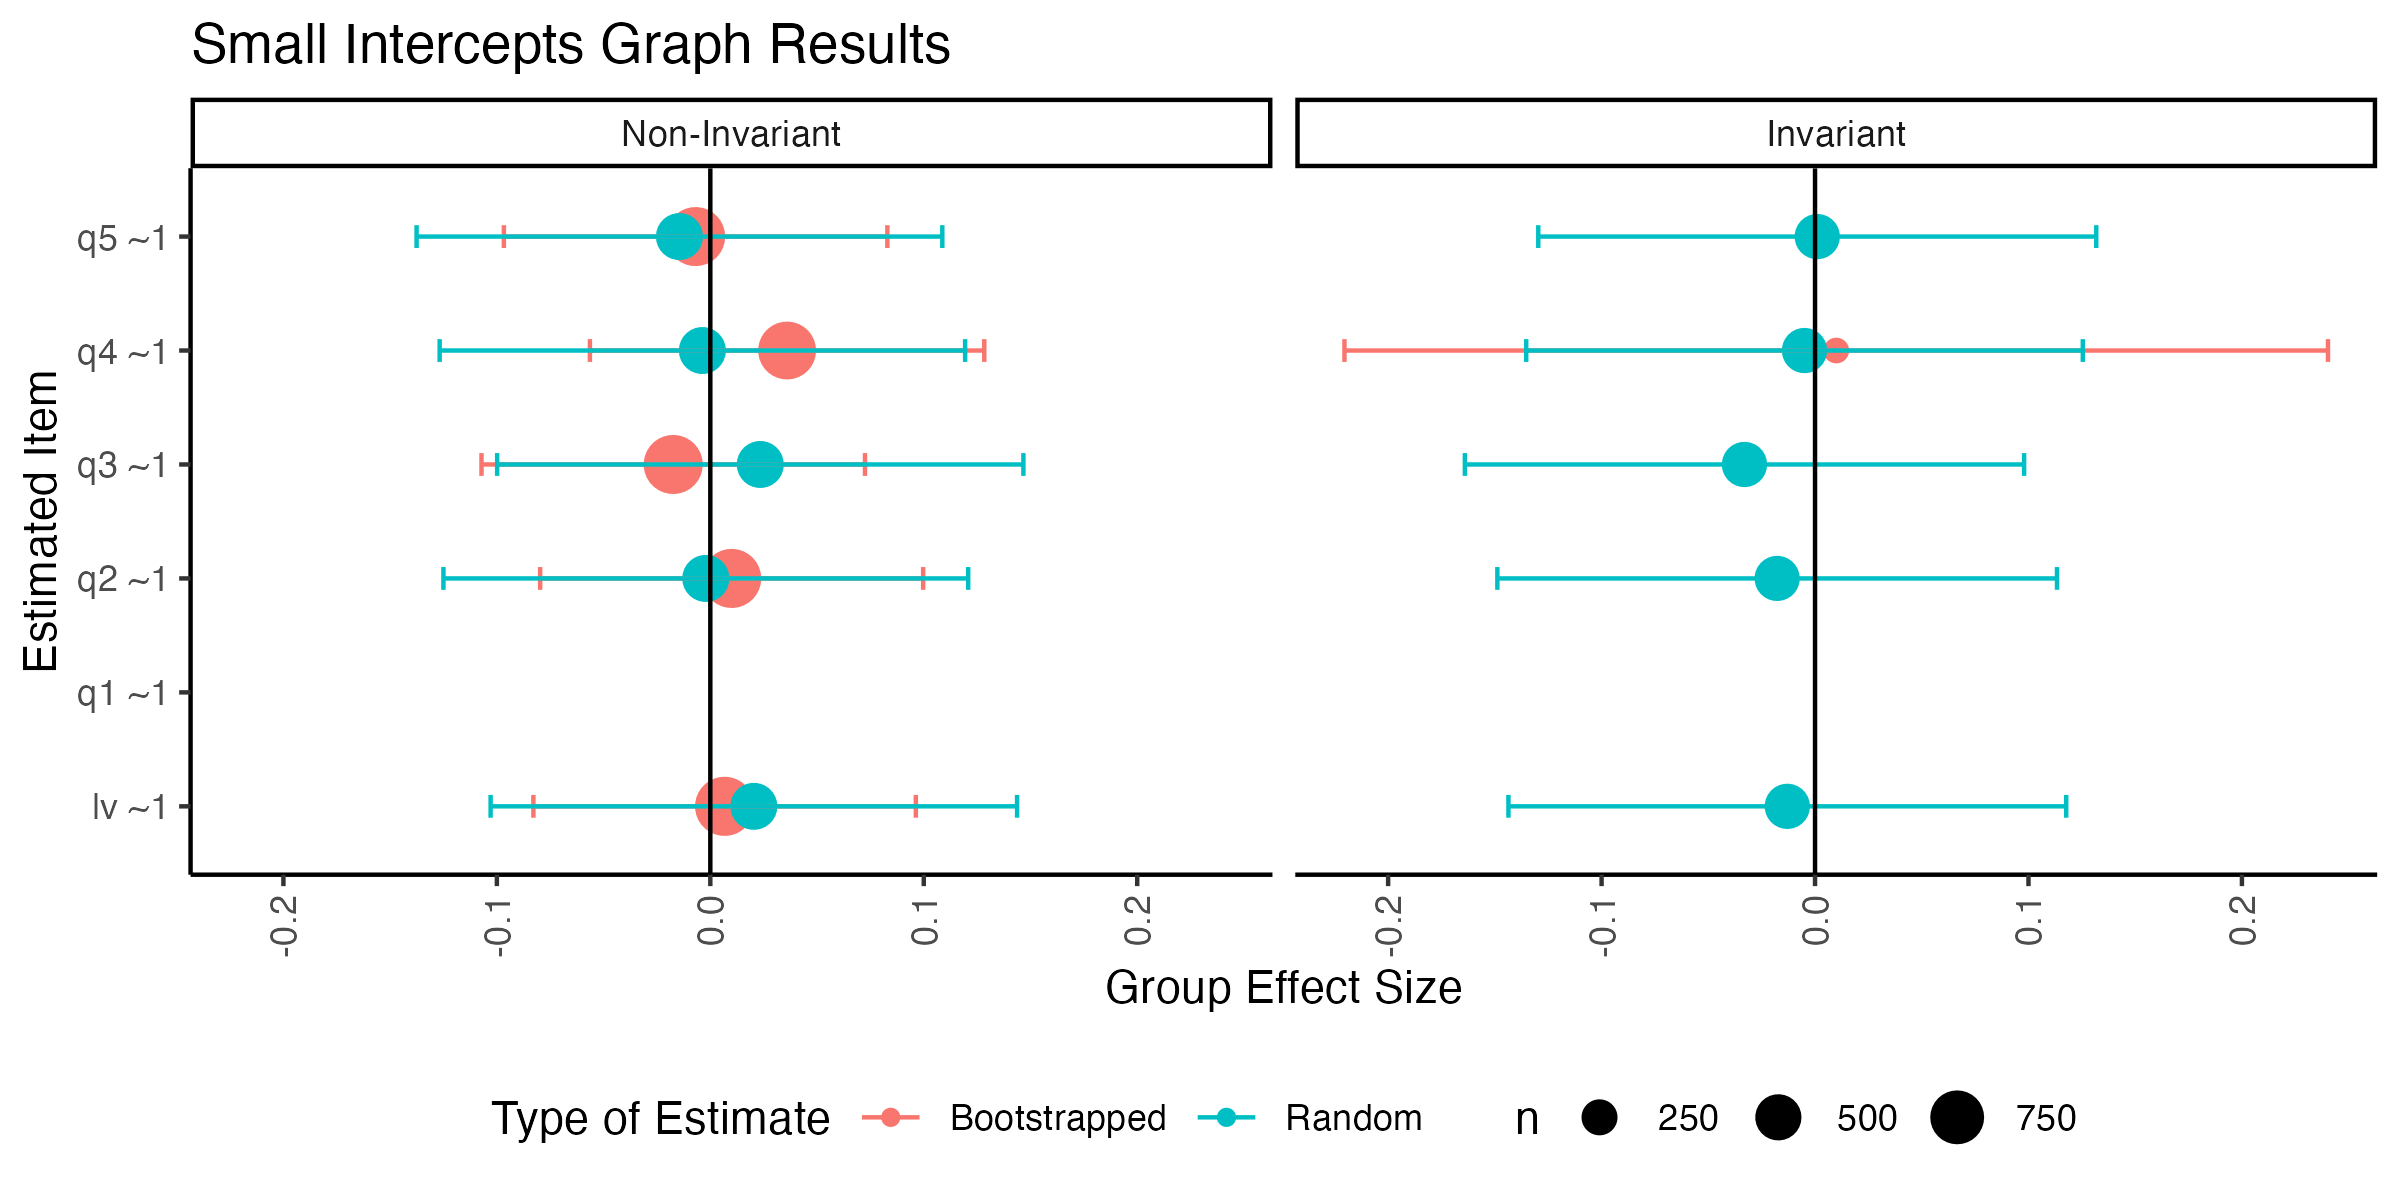 Small Intercepts Graph Results
Non-Invariant
Invariant
Estimated Item
q5 ~1
q4 ~1
q3 ~1
q2 ~1
q1 ~1
lv ~1
-0.2 -0.1 0.0 0.1 0.2
-0.2 -0.1 0.0 0.1 0.2
Group Effect Size
Type of Estimate Bootstrapped Random n 250 500 750